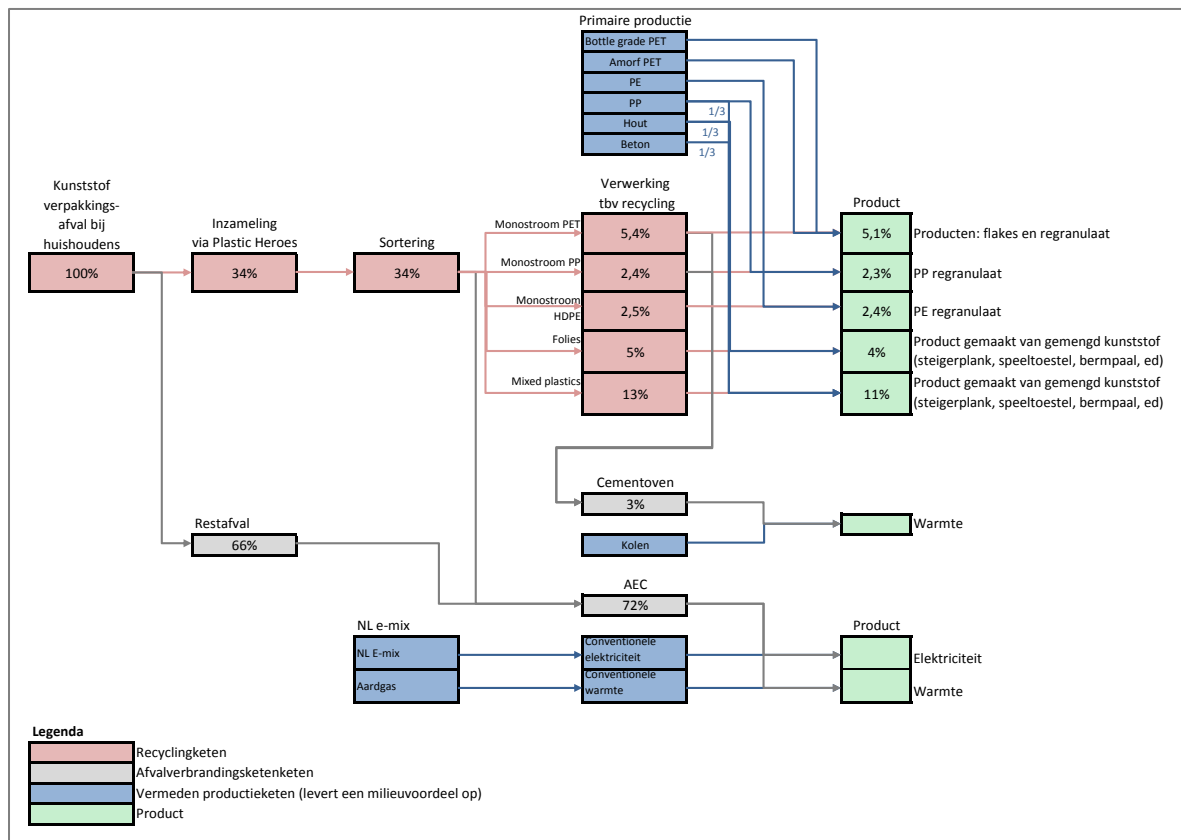 Primaire productie
Bottle grade PET
Amorf PET
PE
PP
1/3
Hout
1/3
Beton
1/3
Kunststof
verpakkings-
afval bij
huishoudens
100%
Inzameling
via Plastic Heroes
34%
Sortering
34%
Verwerking
tbv recycling
Monostroom PET
5,4%
Monostroom PP
2,4%
Monostroom
HDPE
2,5%
Folies
5%
Mixed plastics
13%
Product
5,1%
Producten: flakes en regranulaat
2,3%
PP regranulaat
2,4%
PE regranulaat
4%
Product gemaakt van gemengd kunststof
(steigerplank, speeltoestel, bermpaal, ed)
11%
Product gemaakt van gemengd kunststof
(steigerplank, speeltoestel, bermpaal, ed)
Cementoven
3%
Kolen
Warmte
Restafval
66%
AEC
72%
NL e-mix
NL E-mix
Aardgas
Conventionele
elektriciteit
Conventionele
warmte
Product
Elektriciteit
Warmte
Legenda
Recyclingketen
Afvalverbrandingsketenketen
Vermeden productieketen (levert een milieuvoordeel op)
Product